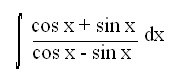 ∫ (cos x + sin x)/(cos x - sin x) dx